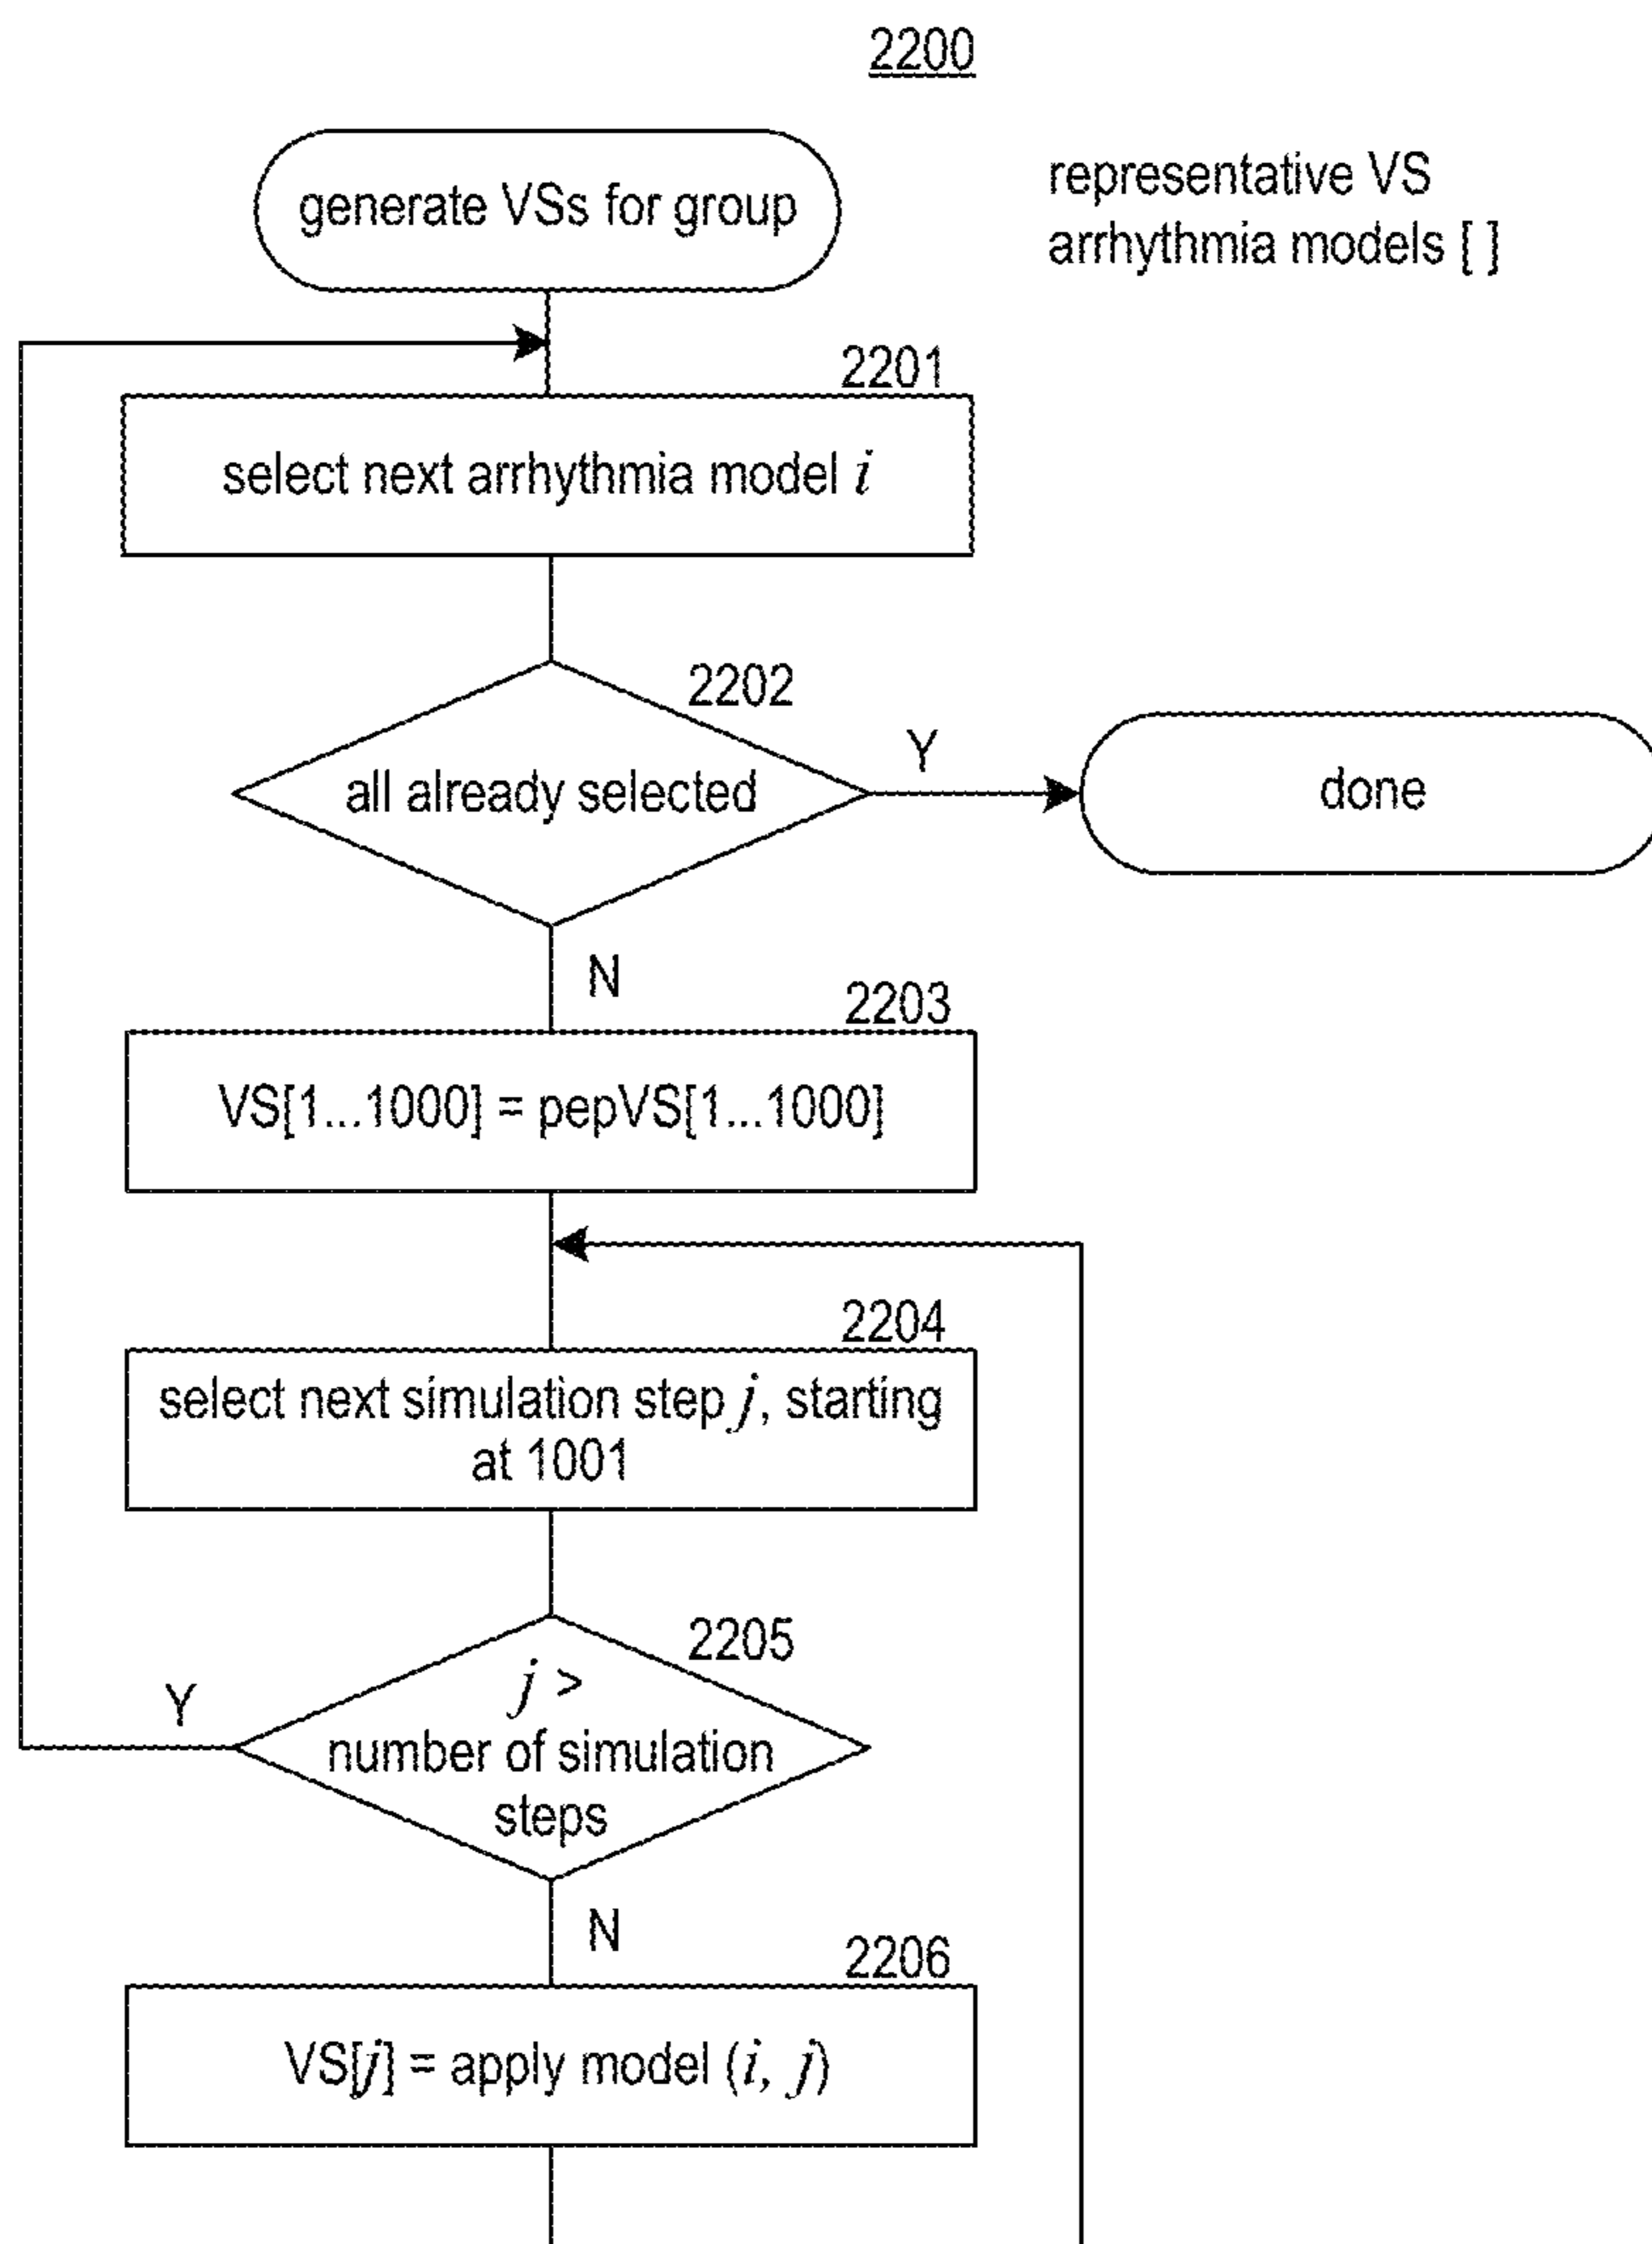 2200
generate VSs for group
representative VS
arrhythmia models [ ]
2201
select next arrhythmia model i
2202
all already selected
Y
done
N
2203
VS[1...1000] = pepVS[1...1000]
2204
select next simulation step j, starting
at 1001
2205
j >
number of simulation
steps
Y
N
2206
VS[j] = apply model (i, j)